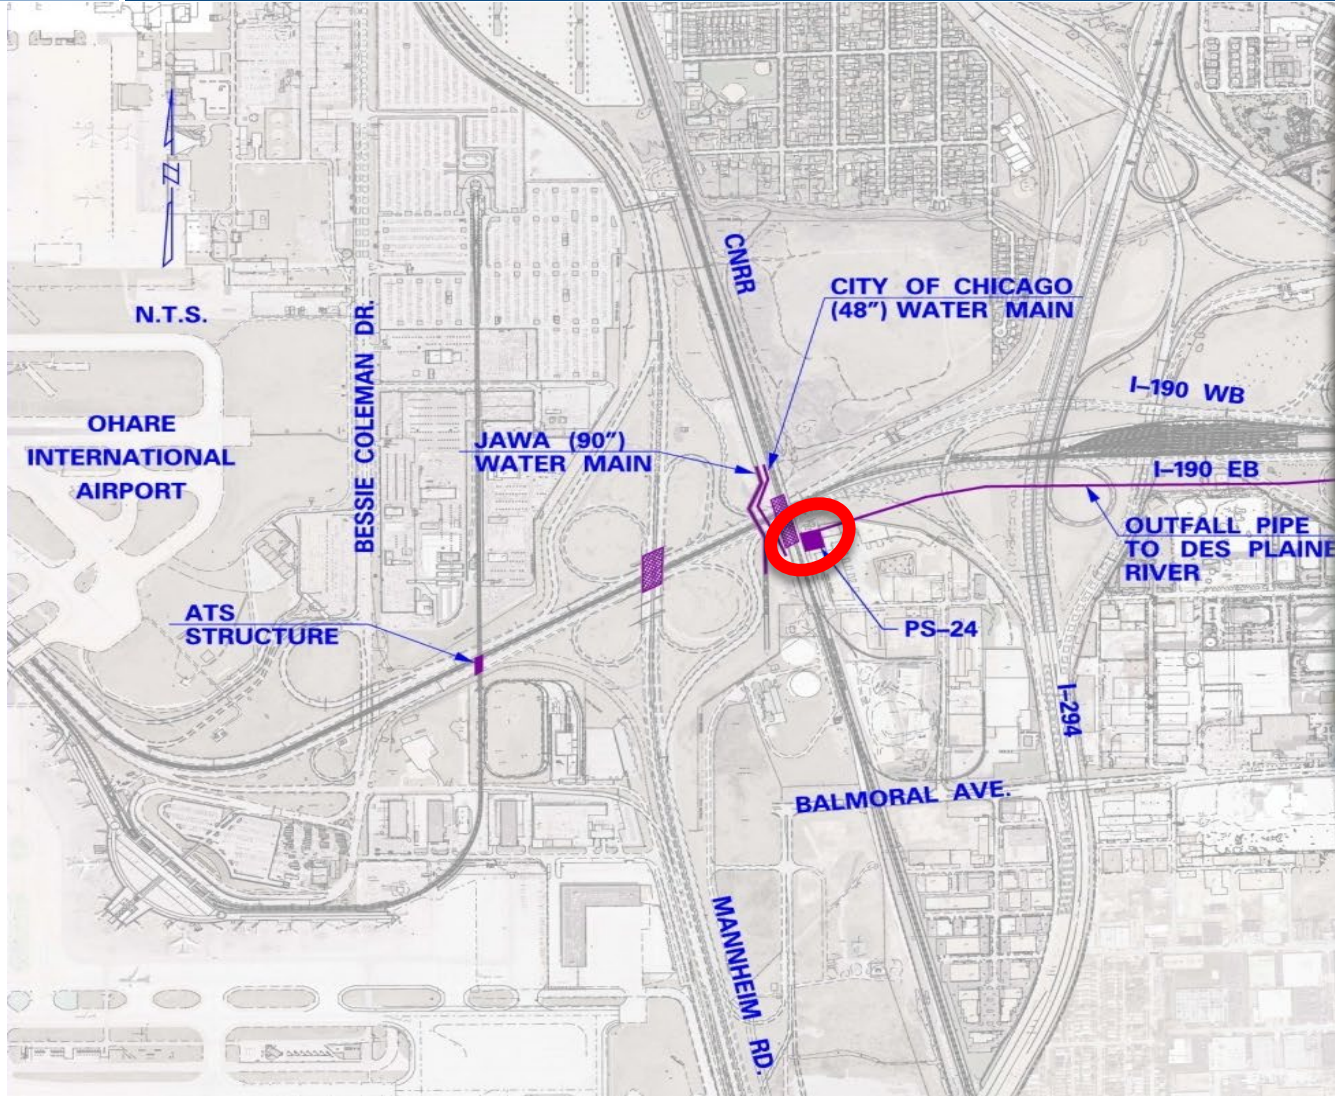 Z
N.T.S.
OHARE
INTERNATIONAL
AIRPORT
BESSIE COLEMAN DR.
CNRR
CITY OF CHICAGO
(48") WATER MAIN
JAWA (90")
WATER MAIN
I-190 WB
I-190 EB
OUTFALL PIPE
TO DES PLAINE
RIVER
ATS
STRUCTURE
PS-24
I-294
BALMORAL AVE.
MANNHEIM RD.